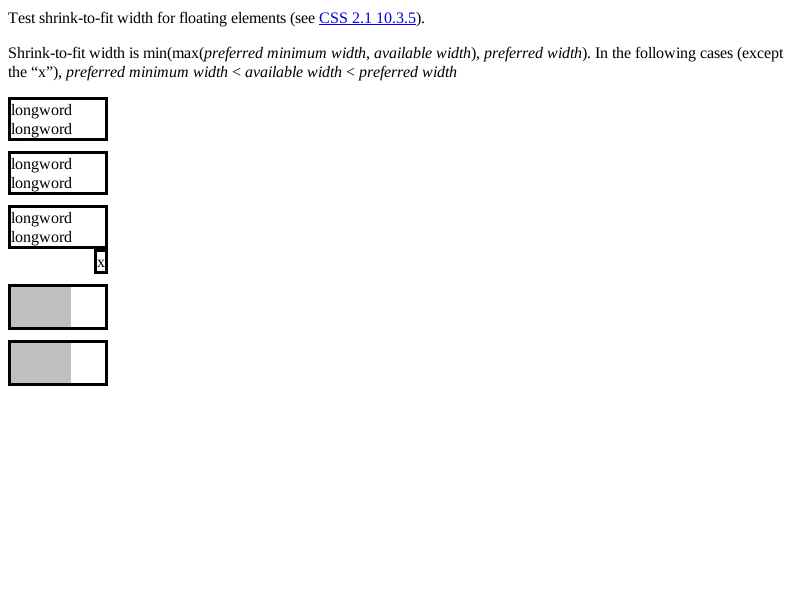 Test shrink-to-fit width for floating elements (see CSS 2.1 10.3.5).
Shrink-to-fit width is min(max(preferred minimum width, available width), preferred width). In the following cases (except
the “x”), preferred minimum width < available width < preferred width
longword
longword
longword
longword
longword
longword
x